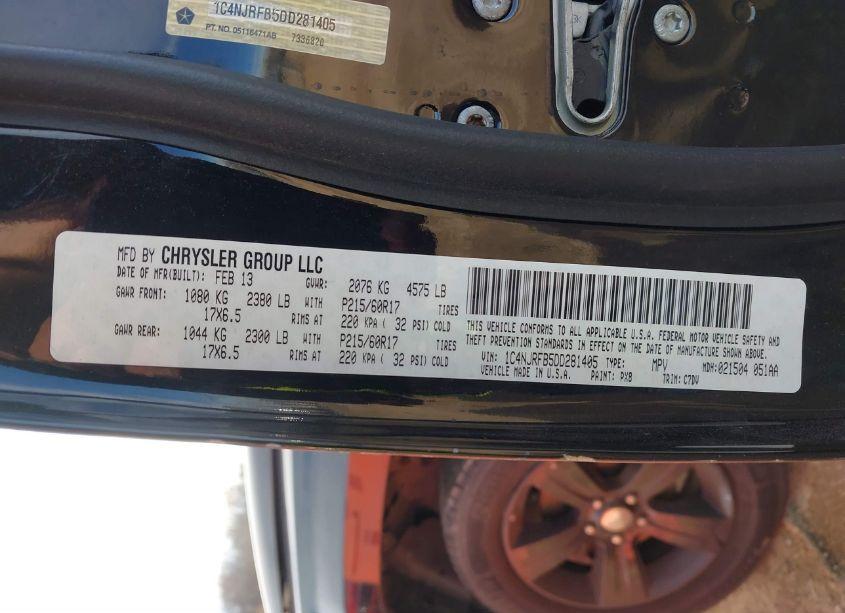 1C4NJRFB5DD281405
PT. NO. 05116471AB 7336820
MFD BY CHRYSLER GROUP LLC
DATE OF MFR(BUILT): FEB 13 GVWR: 2076 KG 4575 LB
GAWR FRONT: 1080 KG 2380 LB WITH P215/60R17 TIRES
17X6.5 RIMS AT 220 KPA ( 32 PSI) COLD
GAWR REAR: 1044 KG 2300 LB WITH P215/60R17 TIRES
17X6.5 RIMS AT 220 KPA ( 32 PSI) COLD
THIS VEHICLE CONFORMS TO ALL APPLICABLE U.S.A. FEDERAL MOTOR VEHICLE SAFETY AND
THEFT PREVENTION STANDARDS IN EFFECT ON THE DATE OF MANUFACTURE SHOWN ABOVE.
VIN: 1C4NJRFB5DD281405 TYPE: MPV MDH:021504 051AA
VEHICLE MADE IN U.S.A. PAINT: PX8 TRIM: C7DV